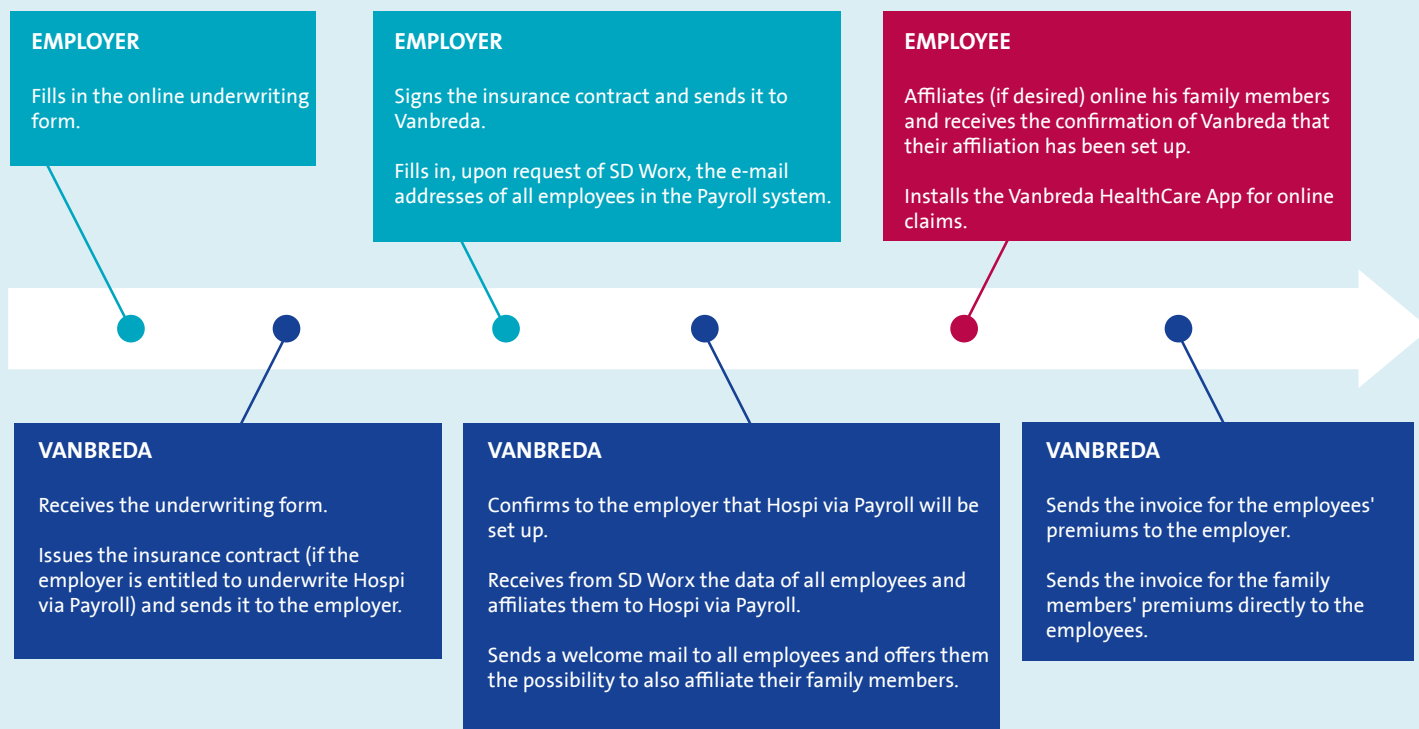 EMPLOYER
Fills in the online underwriting
form.
EMPLOYER
Signs the insurance contract and sends it to
Vanbreda.
Fills in, upon request of SD Worx, the e-mail
addresses of all employees in the Payroll system.
EMPLOYEE
Affiliates (if desired) online his family members
and receives the confirmation of Vanbreda that
their affiliation has been set up.
Installs the Vanbreda HealthCare App for online
claims.
VANBREDA
Receives the underwriting form.
Issues the insurance contract (if the
employer is entitled to underwrite Hospi
via Payroll) and sends it to the employer.
VANBREDA
Confirms to the employer that Hospi via Payroll will be
set up.
Receives from SD Worx the data of all employees and
affiliates them to Hospi via Payroll.
Sends a welcome mail to all employees and offers them
the possibility to also affiliate their family members.
VANBREDA
Sends the invoice for the employees'
premiums to the employer.
Sends the invoice for the family
members' premiums directly to the
employees.